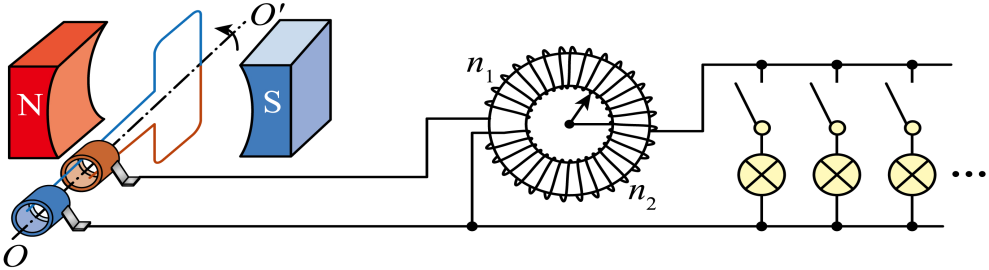 O′
N
S
n₁
n₂
O
...